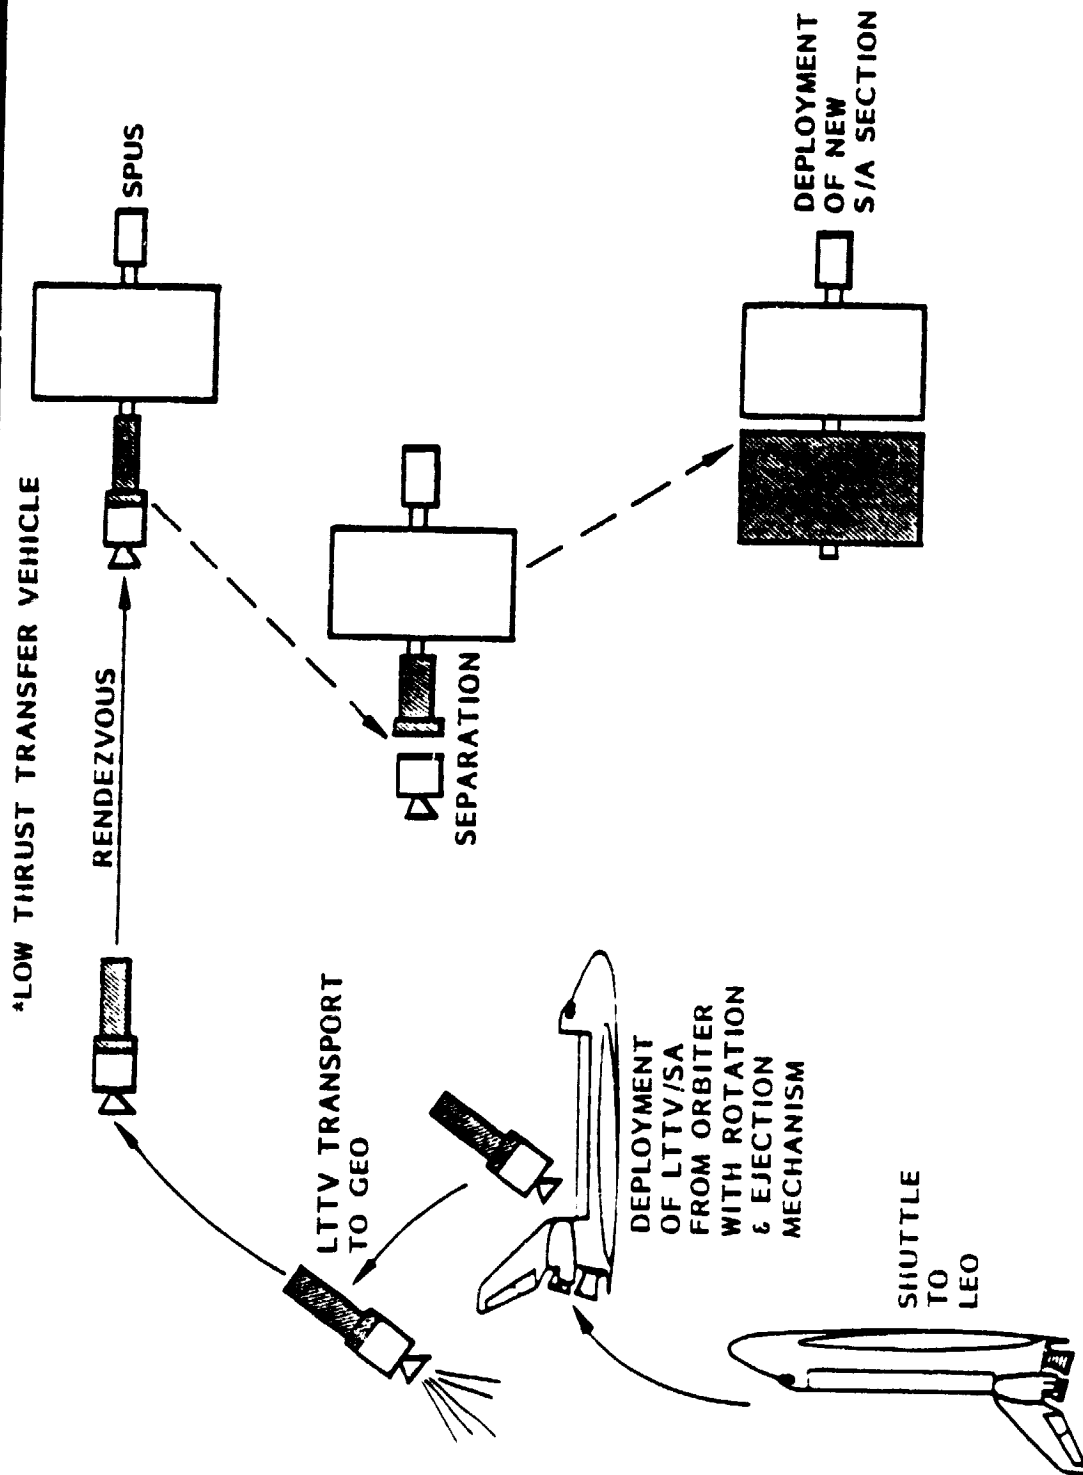 *LOW THRUST TRANSFER VEHICLE
RENDEZVOUS
SPUS
LTTV TRANSPORT
TO GEO
SEPARATION
DEPLOYMENT
OF LTTV/SA
FROM ORBITER
WITH ROTATION
& EJECTION
MECHANISM
DEPLOYMENT
OF NEW
S/A SECTION
SHUTTLE
TO
LEO